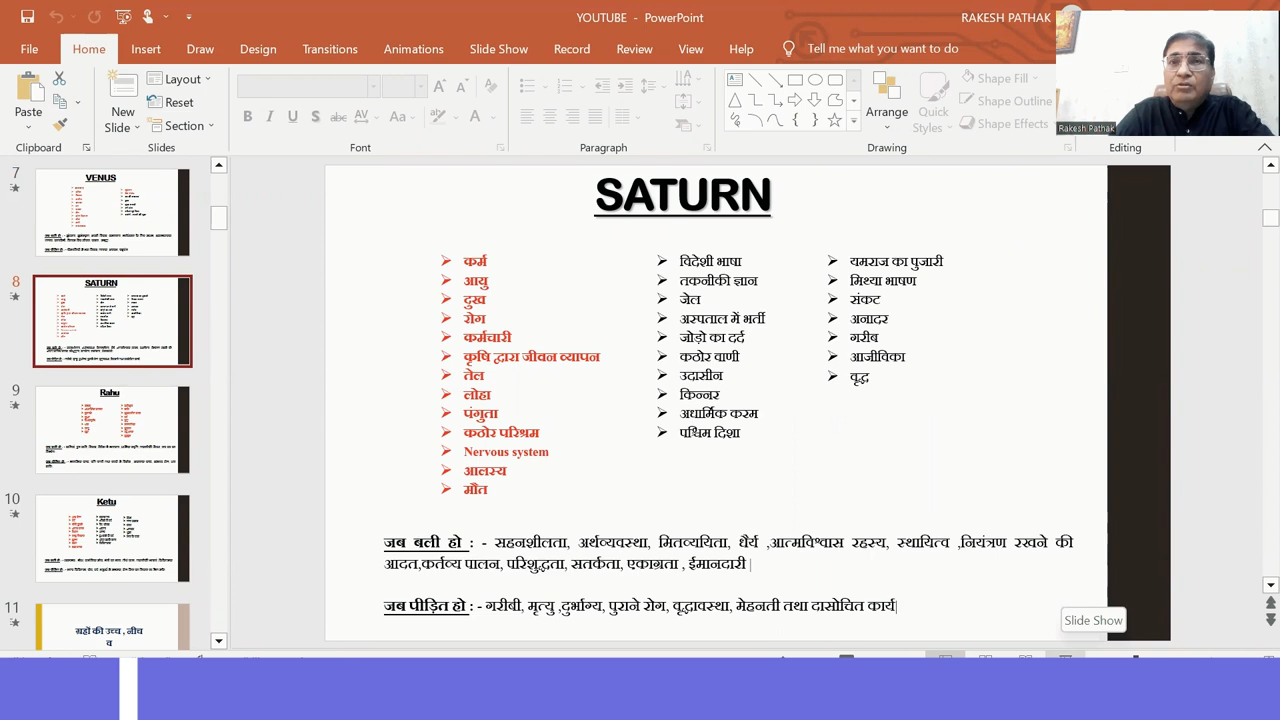 YOUTUBE - PowerPoint
RAKESH PATHAK
File Home Insert Draw Design Transitions Animations Slide Show Record Review View Help Tell me what you want to do
Paste
Clipboard
New Slide
Layout
Reset
Section
Slides
B I U S ab AV Aa A
Font
Paragraph
Arrange
Quick Styles
Shape Fill
Shape Outline
Shape Effects
Drawing
Editing
Rakesh Pathak
7
VENUS
8
SATURN
9
Rahu
10
Ketu
11
ग्रहों की उच्च , नीच
व
SATURN
कर्म
आयु
दुख
रोग
कर्मचारी
कृषि द्वारा जीवन व्यापन
तेल
लोहा
पंगुता
कठोर परिश्रम
Nervous system
आलस्य
मौत
विदेशी भाषा
तकनीकी ज्ञान
जेल
अस्पताल में भर्ती
जोड़ो का दर्द
कठोर वाणी
उदासीन
किन्नर
अधार्मिक करम
पश्चिम दिशा
यमराज का पुजारी
मिथ्या भाषण
संकट
अनादर
गरीब
आजीविका
वृद्ध
जब बली हो : - सहनशीलता, अर्थव्यवस्था, मितव्ययिता, धैर्य ,आत्मविश्वास रहस्य, स्थायित्व ,नियंत्रण रखने की
आदत,कर्तव्य पालन, परिशुद्धता, सतर्कता, एकाग्रता , ईमानदारी |
जब पीड़ित हो : - गरीबी, मृत्यु ,दुर्भाग्य, पुराने रोग, वृद्धावस्था, मेहनती तथा दासोचित कार्य|
Slide Show